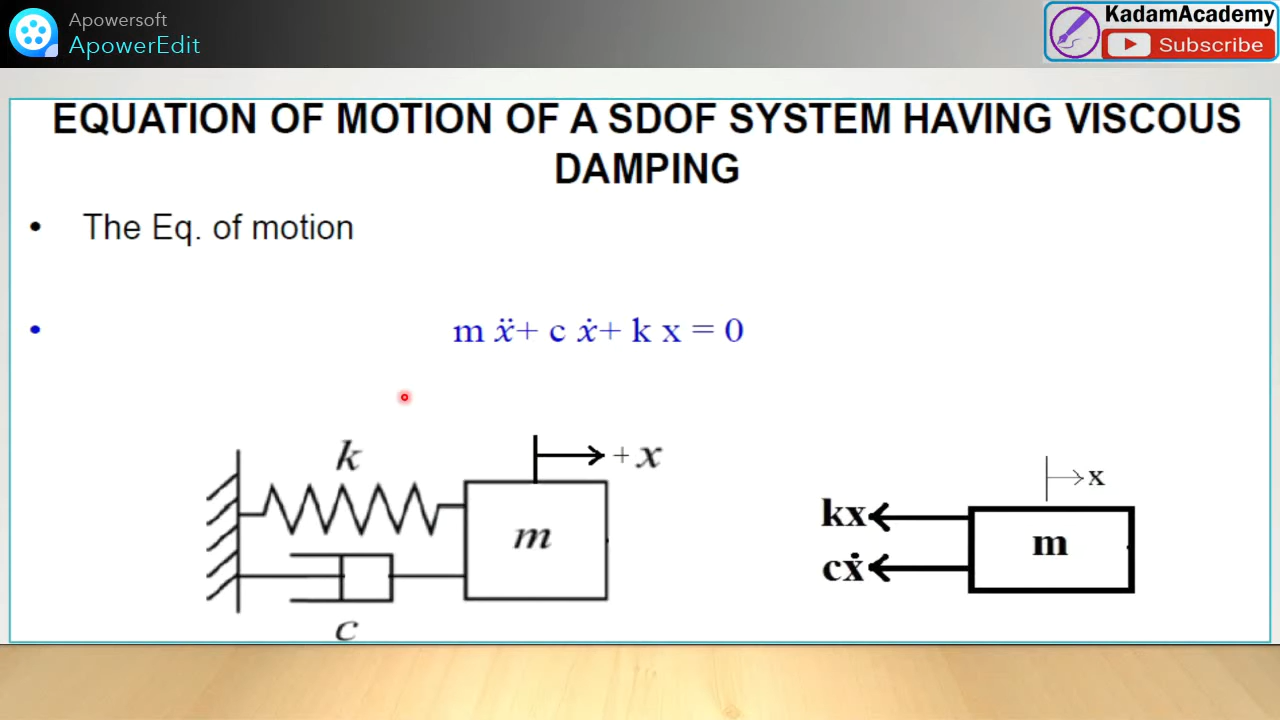 Apowersoft
ApowerEdit
KadamAcademy
Subscribe
EQUATION OF MOTION OF A SDOF SYSTEM HAVING VISCOUS
DAMPING
• The Eq. of motion
• m ẍ+ c ẋ+ k x = 0
k
+ x
m
c
x
kx
m
cẋ